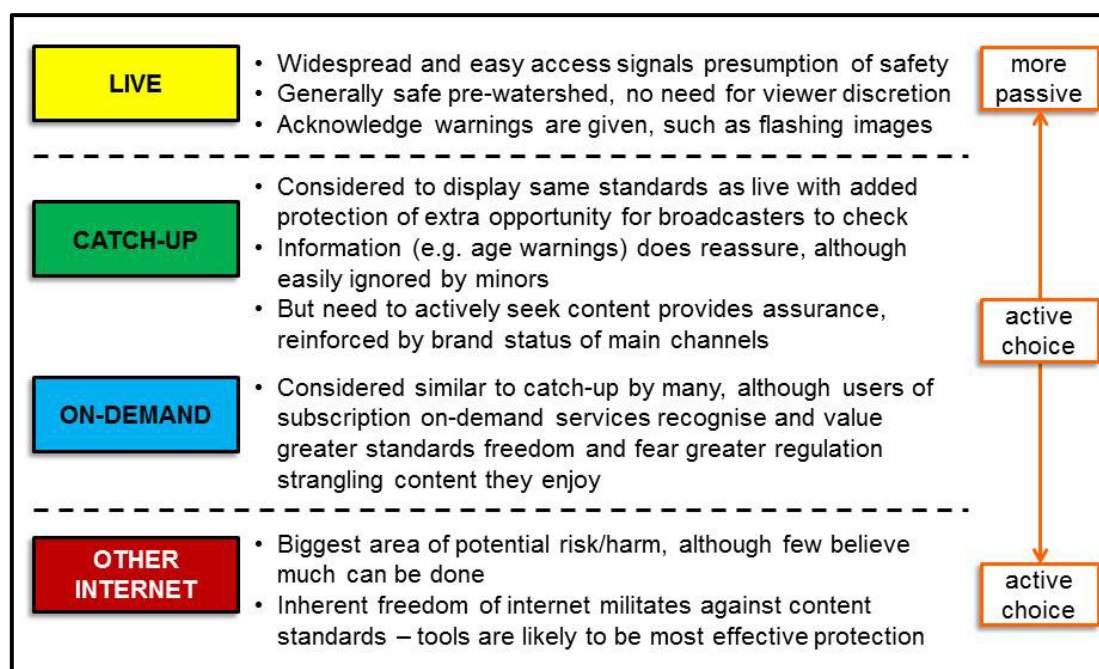 LIVE
• Widespread and easy access signals presumption of safety
• Generally safe pre-watershed, no need for viewer discretion
• Acknowledge warnings are given, such as flashing images
more
passive
CATCH-UP
• Considered to display same standards as live with added
protection of extra opportunity for broadcasters to check
• Information (e.g. age warnings) does reassure, although
easily ignored by minors
• But need to actively seek content provides assurance,
reinforced by brand status of main channels
active
choice
ON-DEMAND
• Considered similar to catch-up by many, although users of
subscription on-demand services recognise and value
greater standards freedom and fear greater regulation
strangling content they enjoy
OTHER
INTERNET
• Biggest area of potential risk/harm, although few believe
much can be done
• Inherent freedom of internet militates against content
standards – tools are likely to be most effective protection
active
choice